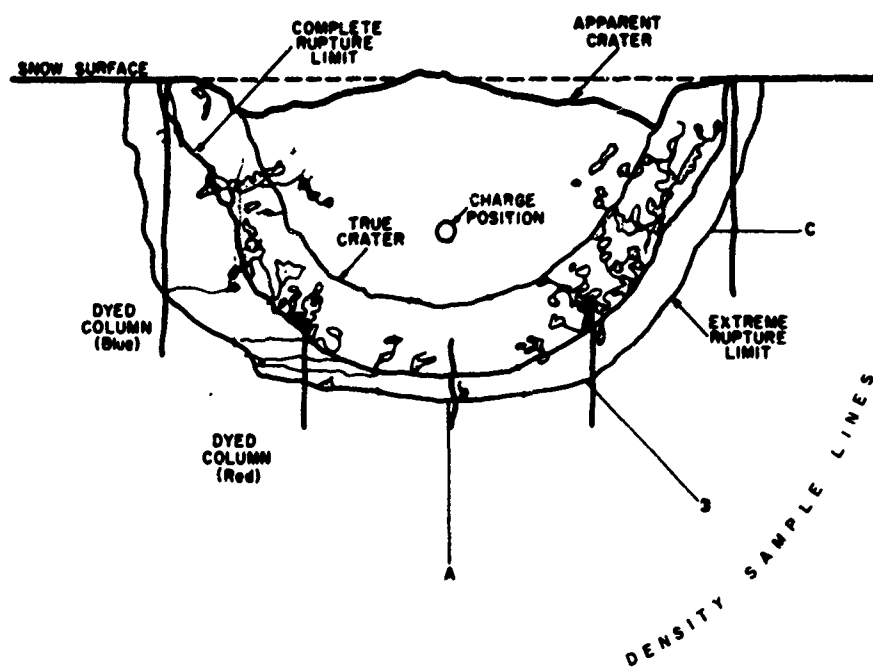 COMPLETE
RUPTURE
LIMIT
APPARENT
CRATER
SNOW SURFACE
CHARGE
POSITION
TRUE
CRATER
C
DYED
COLUMN
(Blue)
EXTREME
RUPTURE
LIMIT
DYED
COLUMN
(Red)
B
A
DENSITY SAMPLE LINES